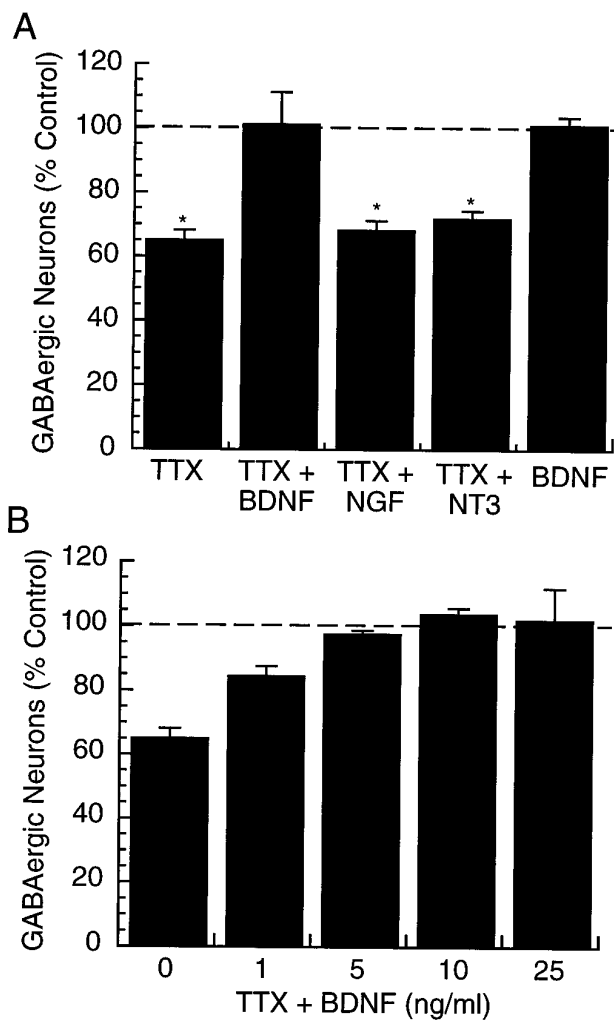 A
GABAergic Neurons (% Control)
120
100
80
60
40
20
0
*
*
*
TTX
TTX + BDNF
TTX + NGF
TTX + NT3
BDNF
B
GABAergic Neurons (% Control)
120
100
80
60
40
20
0
0 1 5 10 25
TTX + BDNF (ng/ml)